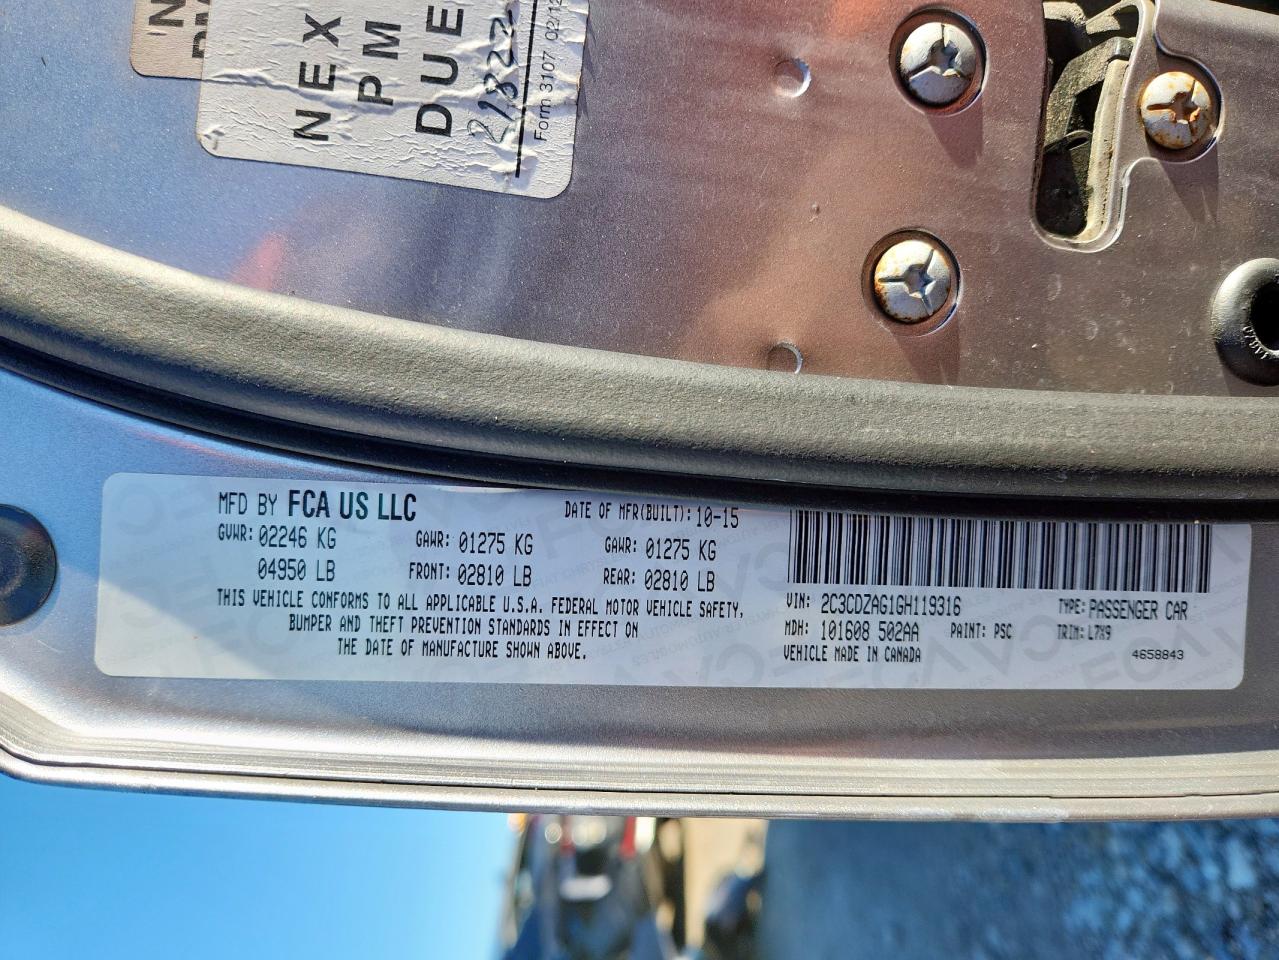 NEX
PM
DUE
218322
Form 3107 02/12
MFD BY FCA US LLC
DATE OF MFR(BUILT): 10-15
GVWR: 02246 KG
GAWR: 01275 KG
GAWR: 01275 KG
04950 LB
FRONT: 02810 LB
REAR: 02810 LB
THIS VEHICLE CONFORMS TO ALL APPLICABLE U.S.A. FEDERAL MOTOR VEHICLE SAFETY,
BUMPER AND THEFT PREVENTION STANDARDS IN EFFECT ON
THE DATE OF MANUFACTURE SHOWN ABOVE.
VIN: 2C3CDZAG1GH119316
TYPE: PASSENGER CAR
MDH: 101608 502AA
PAINT: PSC
TRIM: L7X9
VEHICLE MADE IN CANADA
4658843